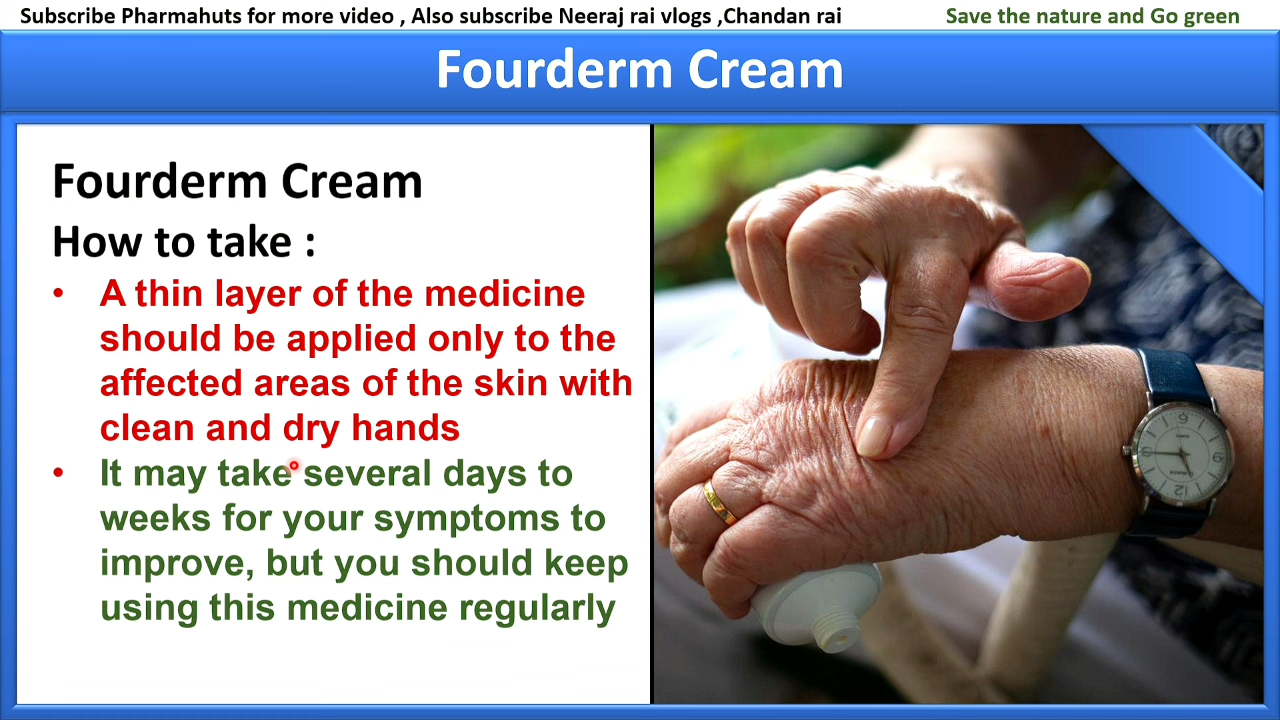 Subscribe Pharmahuts for more video , Also subscribe Neeraj rai vlogs ,Chandan rai
Save the nature and Go green
Fourderm Cream
Fourderm Cream
How to take :
• A thin layer of the medicine
should be applied only to the
affected areas of the skin with
clean and dry hands
• It may take several days to
weeks for your symptoms to
improve, but you should keep
using this medicine regularly